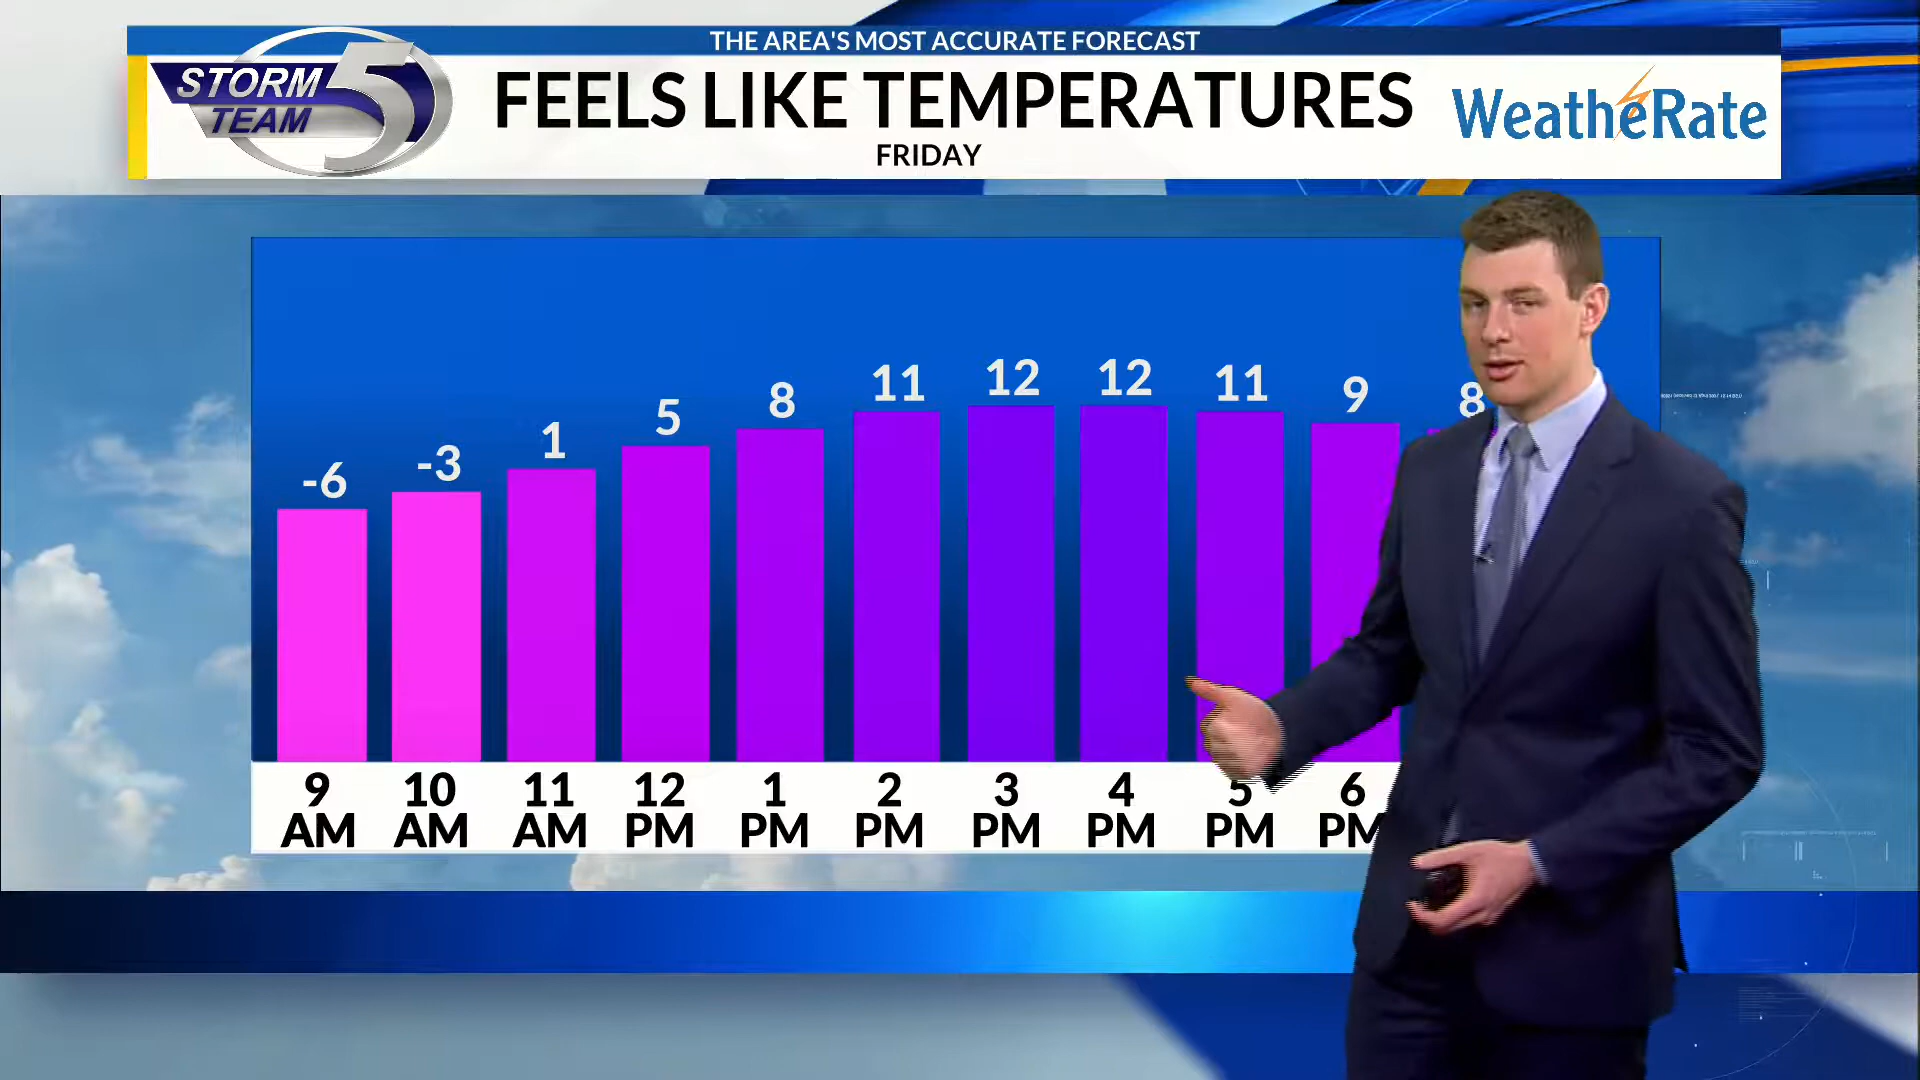 THE AREA'S MOST ACCURATE FORECAST
STORM TEAM 5
FEELS LIKE TEMPERATURES
WeatheRate
FRIDAY
-6 -3 1 5 8 11 12 12 11 9 8
9 10 11 12 1 2 3 4 5 6
AM AM AM PM PM PM PM PM PM PM